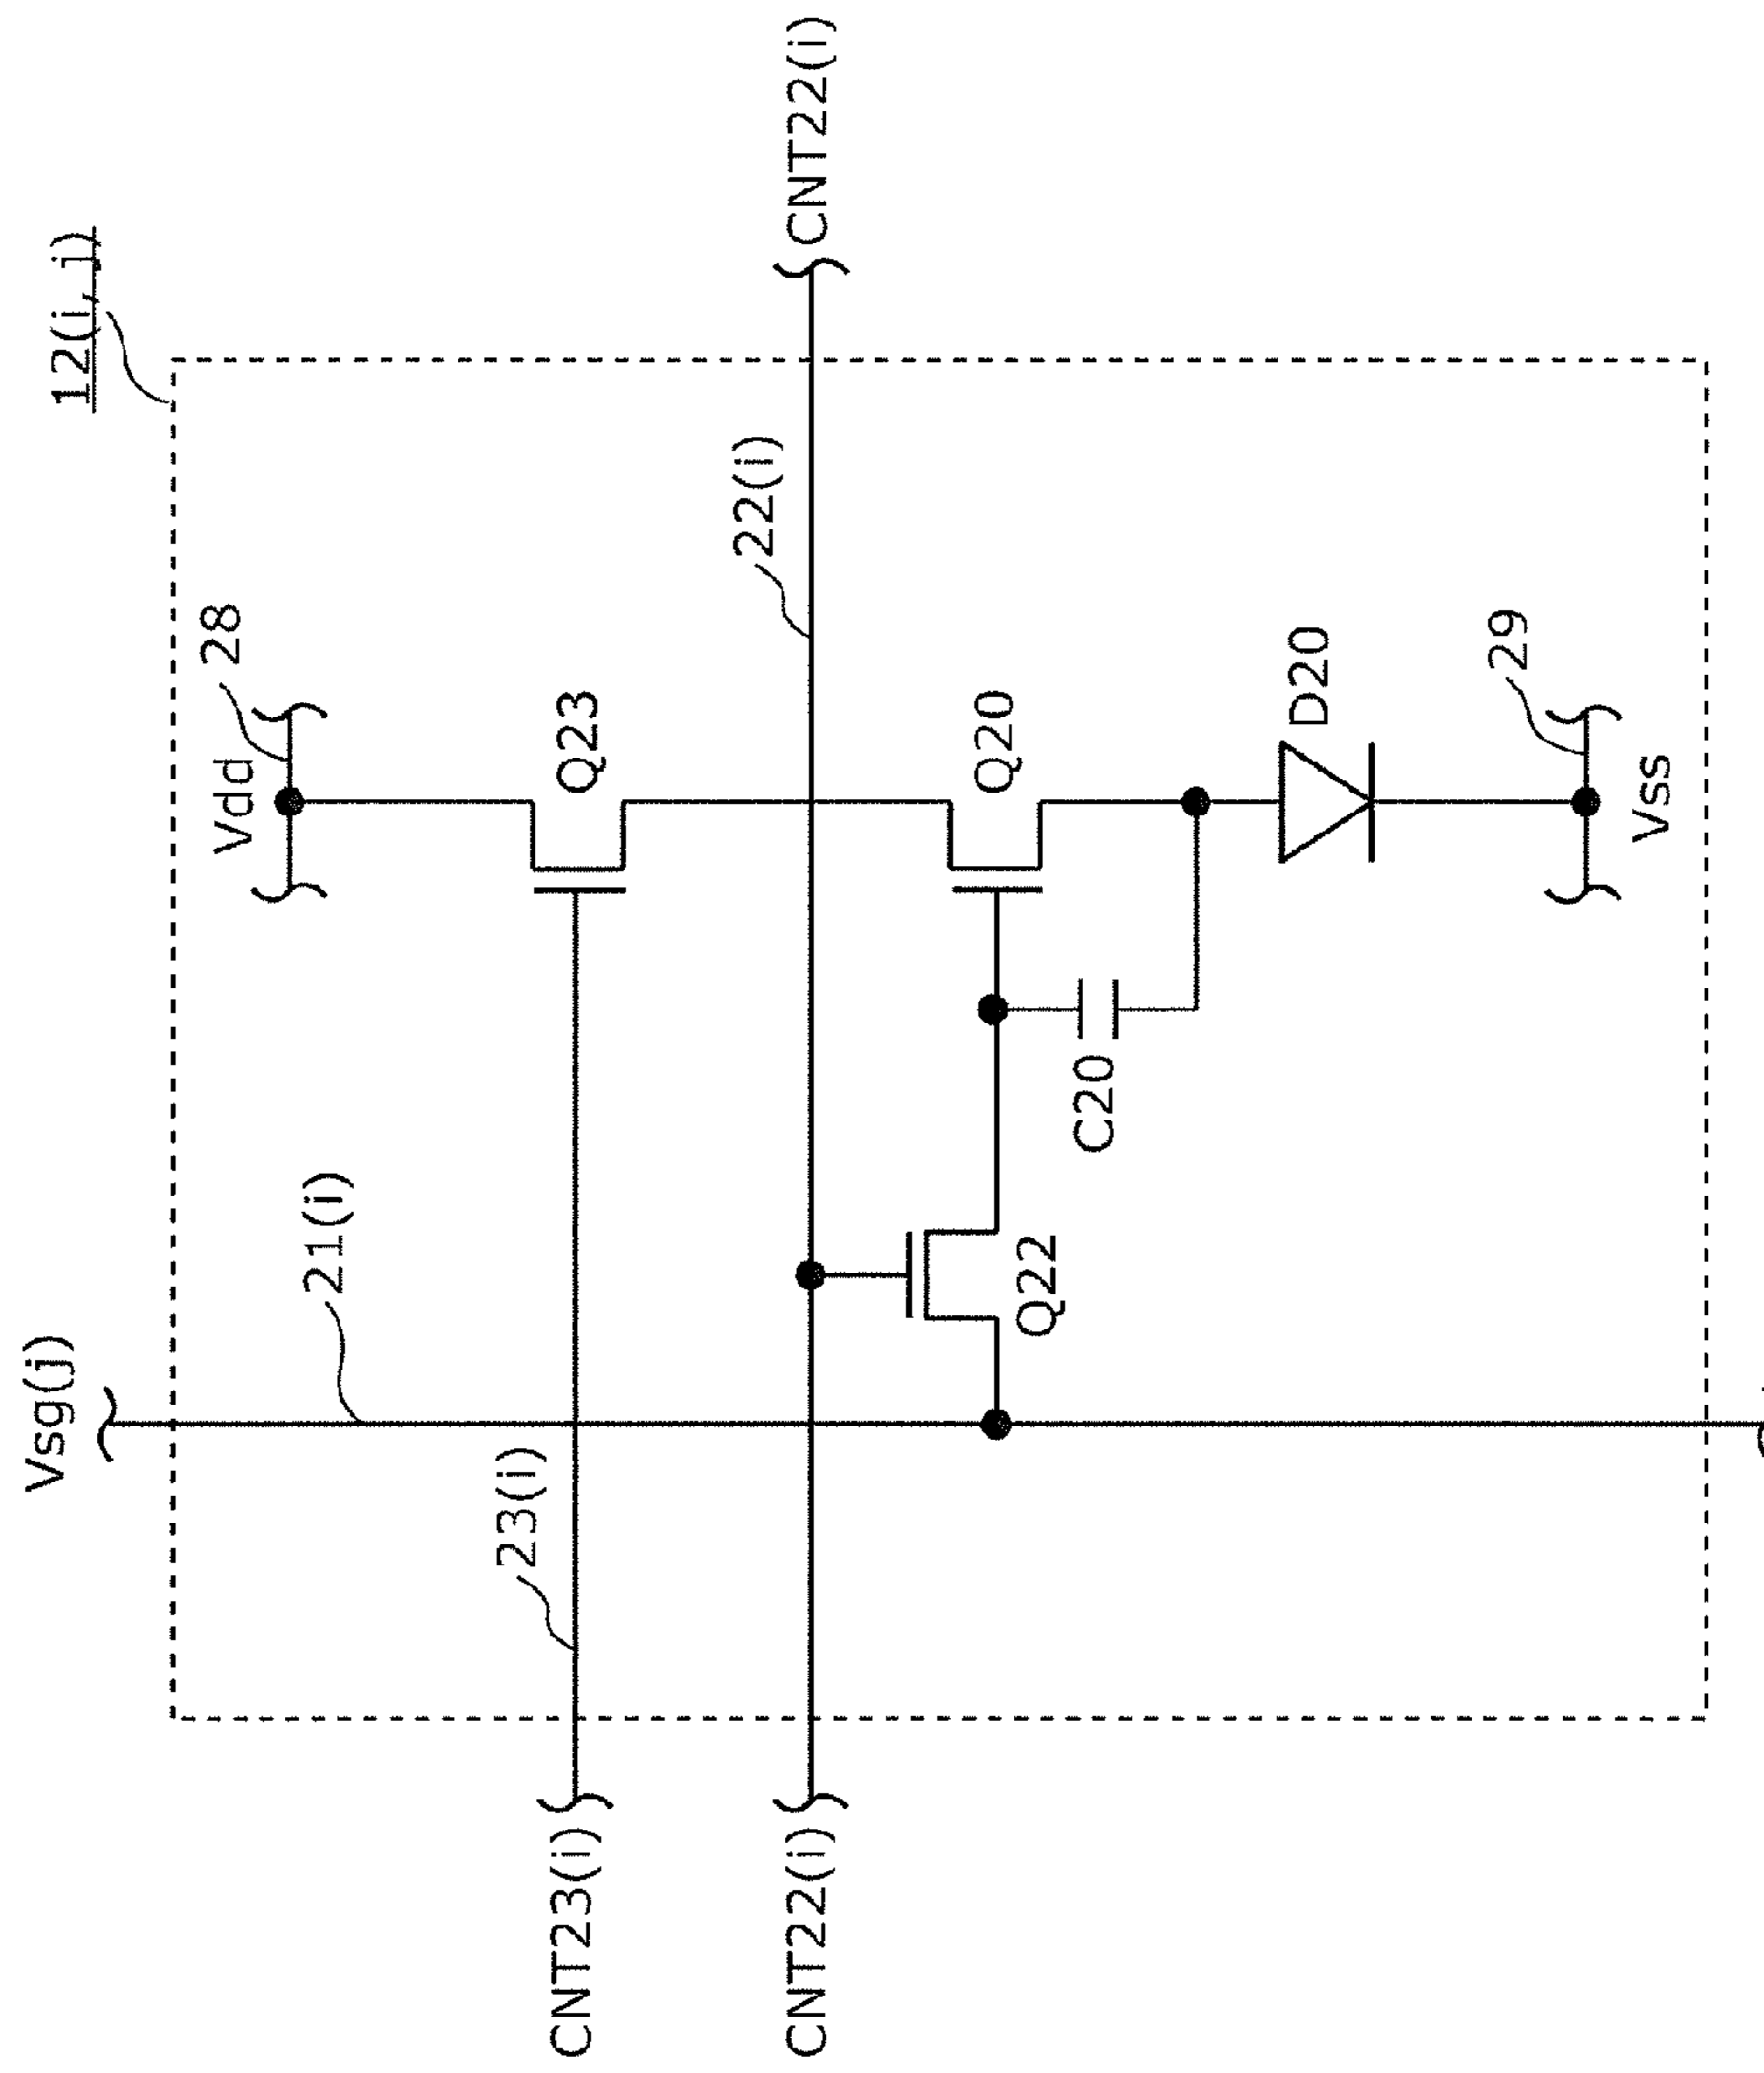 Vsg(j)
12(i,j)
Vdd
28
21(i)
23(i)
CNT23(i)
Q23
22(i)
CNT22(i)
CNT22(i)
Q20
Q22
C20
D20
29
Vss